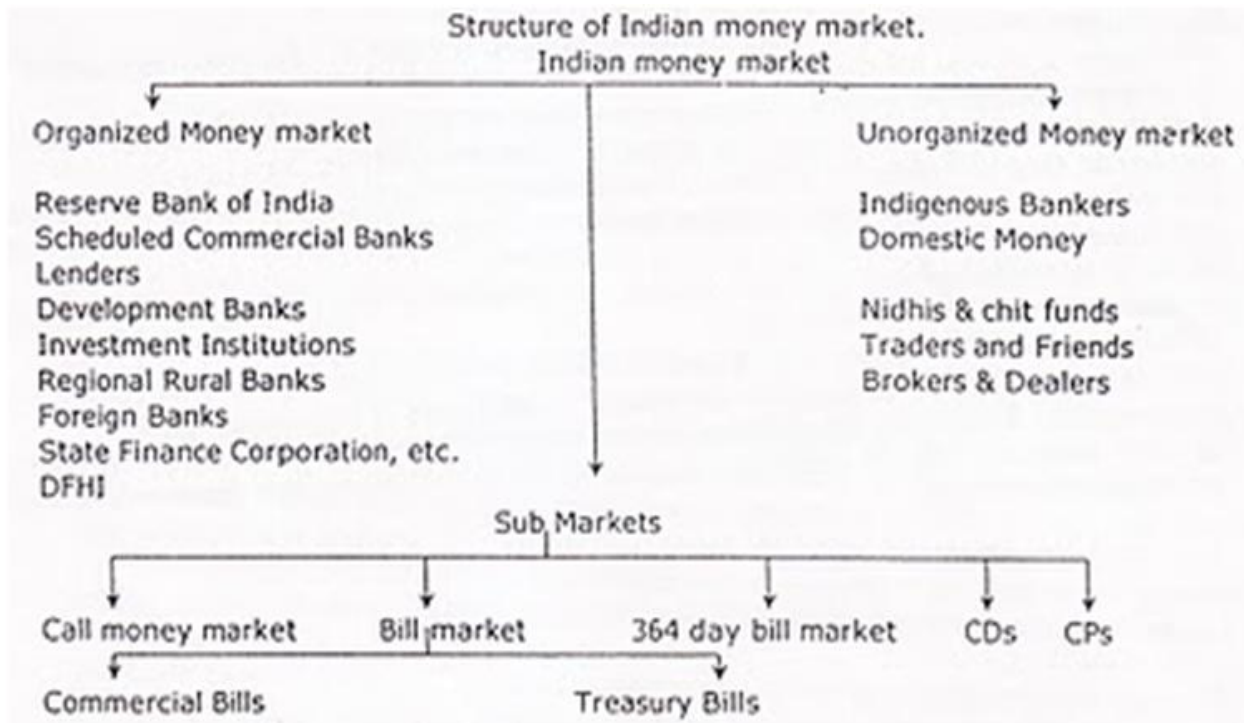 Structure of Indian money market.
Indian money market
Organized Money market
Reserve Bank of India
Scheduled Commercial Banks
Lenders
Development Banks
Investment Institutions
Regional Rural Banks
Foreign Banks
State Finance Corporation, etc.
DFHI
Unorganized Money market
Indigenous Bankers
Domestic Money
Nidhis & chit funds
Traders and Friends
Brokers & Dealers
Sub Markets
Call money market
Bill market
364 day bill market
CDs
CPs
Commercial Bills
Treasury Bills